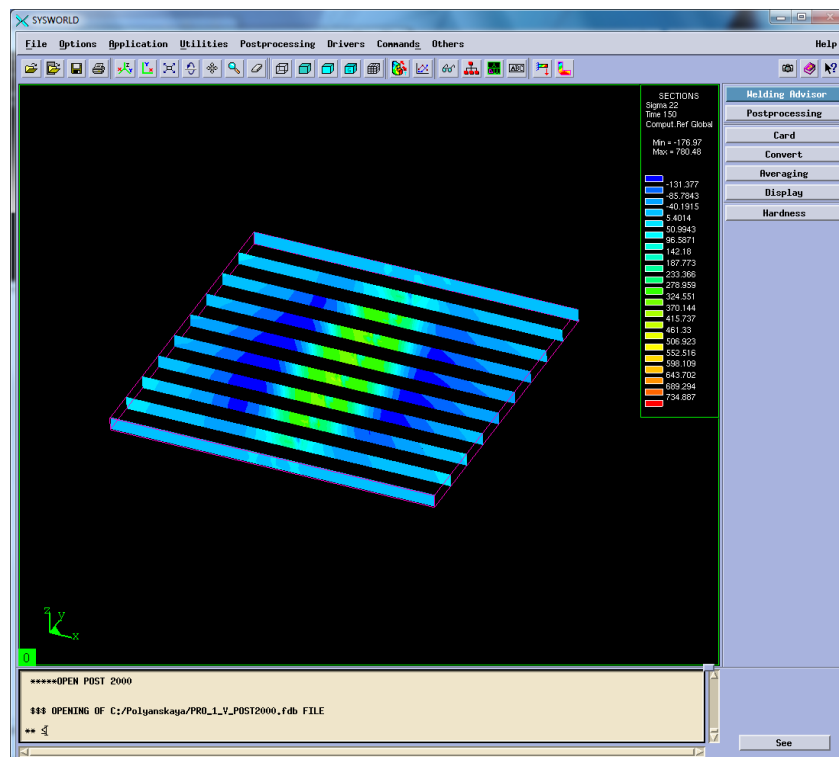 SYSWORLD
File Options Application Utilities Postprocessing Drivers Commands Others Help
ABC
SECTIONS
Sigma 22
Time 150
Comput.Ref Global
Min = -176.97
Max = 780.48
-131.377
-85.7843
-40.1915
5.4014
50.9943
96.5871
142.18
187.773
233.366
278.959
324.551
370.144
415.737
461.33
506.923
552.516
598.109
643.702
689.294
734.887
Welding Advisor
Postprocessing
Card
Convert
Averaging
Display
Hardness
z
y
x
0
*****OPEN POST 2000
$$$ OPENING OF C:/Polyanskaya/PRO_1_V_POST2000.fdb FILE
**
See